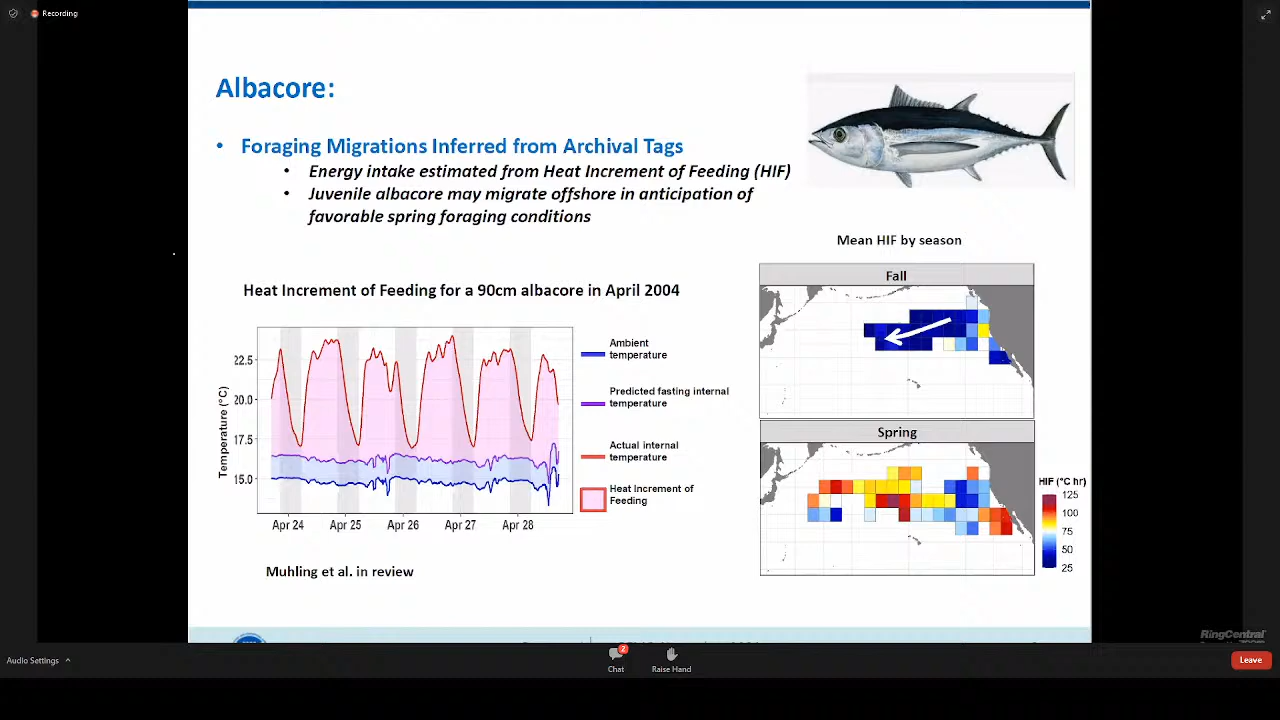 Recording
Albacore:
• Foraging Migrations Inferred from Archival Tags
• Energy intake estimated from Heat Increment of Feeding (HIF)
• Juvenile albacore may migrate offshore in anticipation of
favorable spring foraging conditions
Mean HIF by season
Fall
Heat Increment of Feeding for a 90cm albacore in April 2004
Temperature (°C)
22.5
20.0
17.5
15.0
Apr 24
Apr 25
Apr 26
Apr 27
Apr 28
Ambient
temperature
Predicted fasting internal
temperature
Actual internal
temperature
Heat Increment of
Feeding
Spring
HIF (°C hr)
125
100
75
50
25
Muhling et al. in review
RingCentral
Audio Settings
2
Chat
Raise Hand
Leave